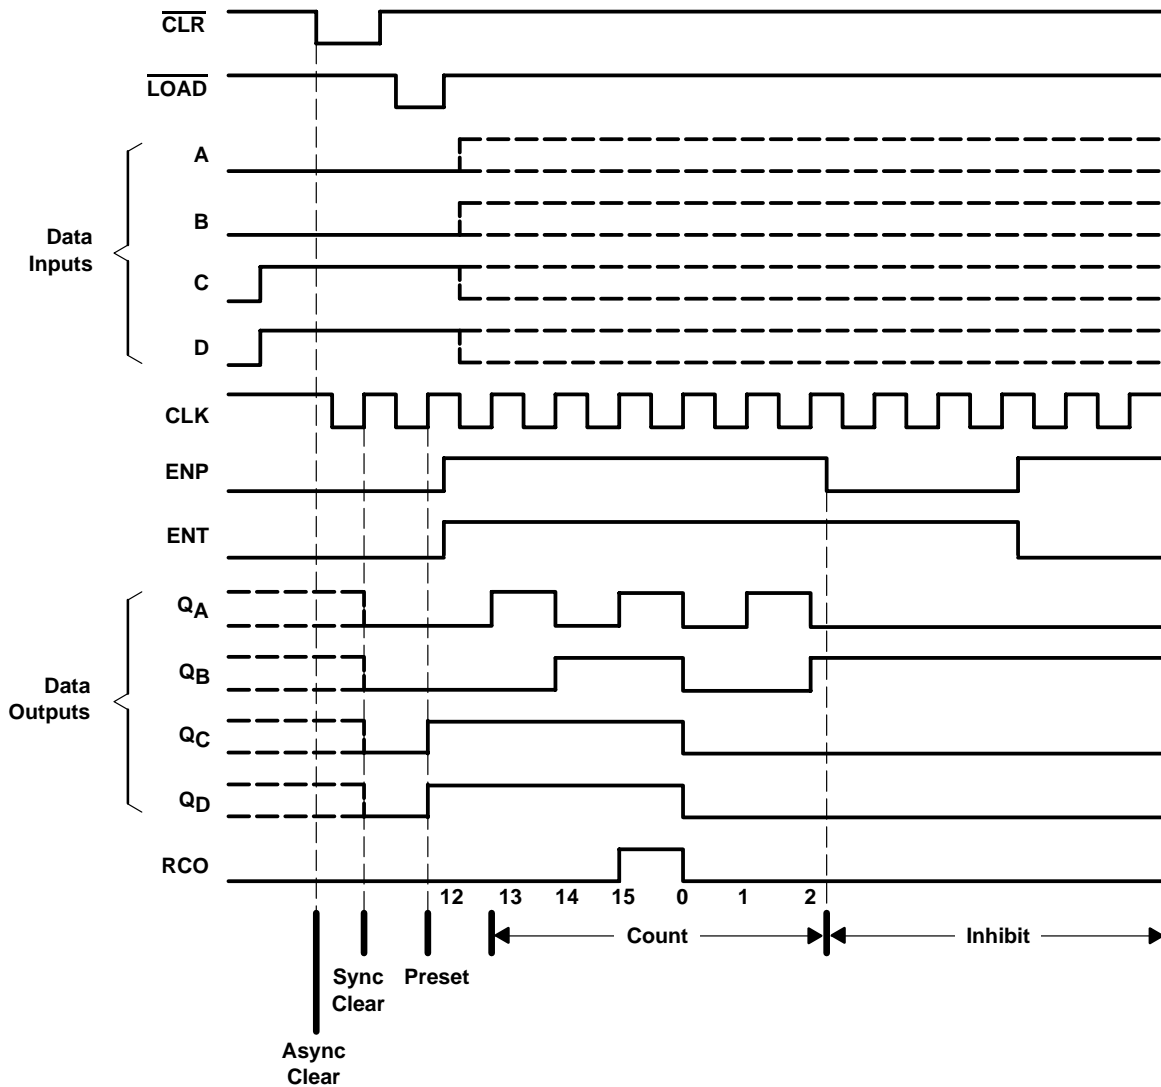 CLR
LOAD
A
B
Data
Inputs
C
D
CLK
ENP
ENT
QA
QB
Data
Outputs
QC
QD
RCO
12 13 14 15 0 1 2
Count Inhibit
Sync Preset
Clear
Async
Clear